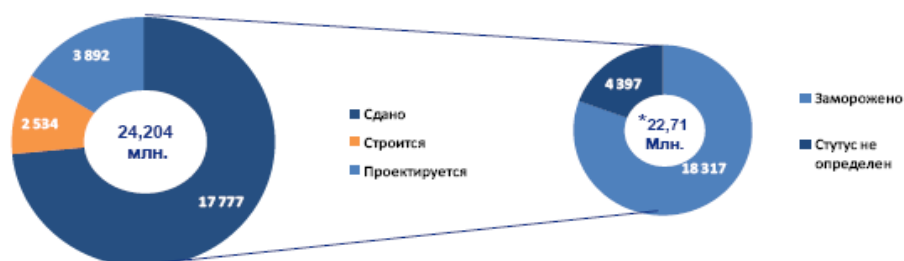 3 892
2 534
24,204
млн.
17 777
Сдано
Строится
Проектируется
4 397
*22,71
Млн.
18 317
Заморожено
Стутус не
определен